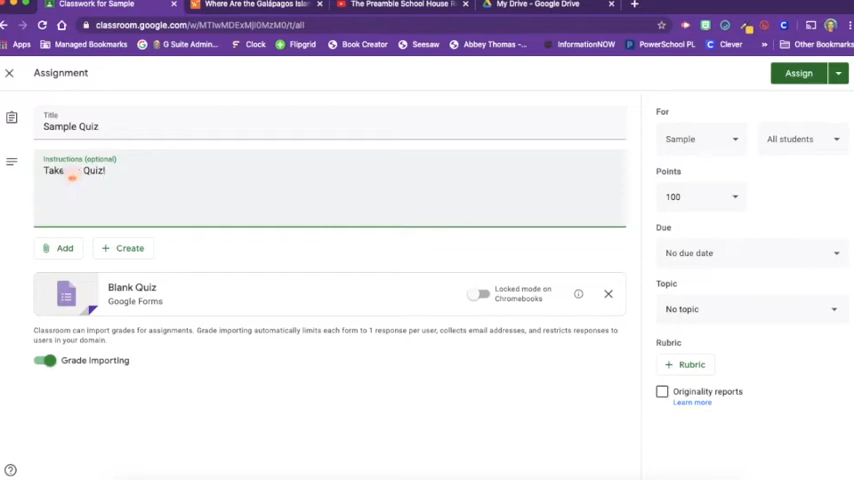 Classwork for Sample
Where Are the Galápagos Islan
The Preamble School House R
My Drive - Google Drive
classroom.google.com/w/MTIwMDExMjI0MzM0/t/all
Apps
Managed Bookmarks
G Suite Admin...
Clock
Flipgrid
Book Creator
Seesaw
Abbey Thomas -...
InformationNOW
PowerSchool PL
Clever
»
Other Bookmarks
Assignment
Assign
Title
Sample Quiz
Instructions (optional)
Take Quiz!
Add
Create
Blank Quiz
Google Forms
Locked mode on
Chromebooks
Classroom can import grades for assignments. Grade importing automatically limits each form to 1 response per user, collects email addresses, and restricts responses to
users in your domain.
Grade Importing
For
Sample
All students
Points
100
Due
No due date
Topic
No topic
Rubric
+ Rubric
Originality reports
Learn more